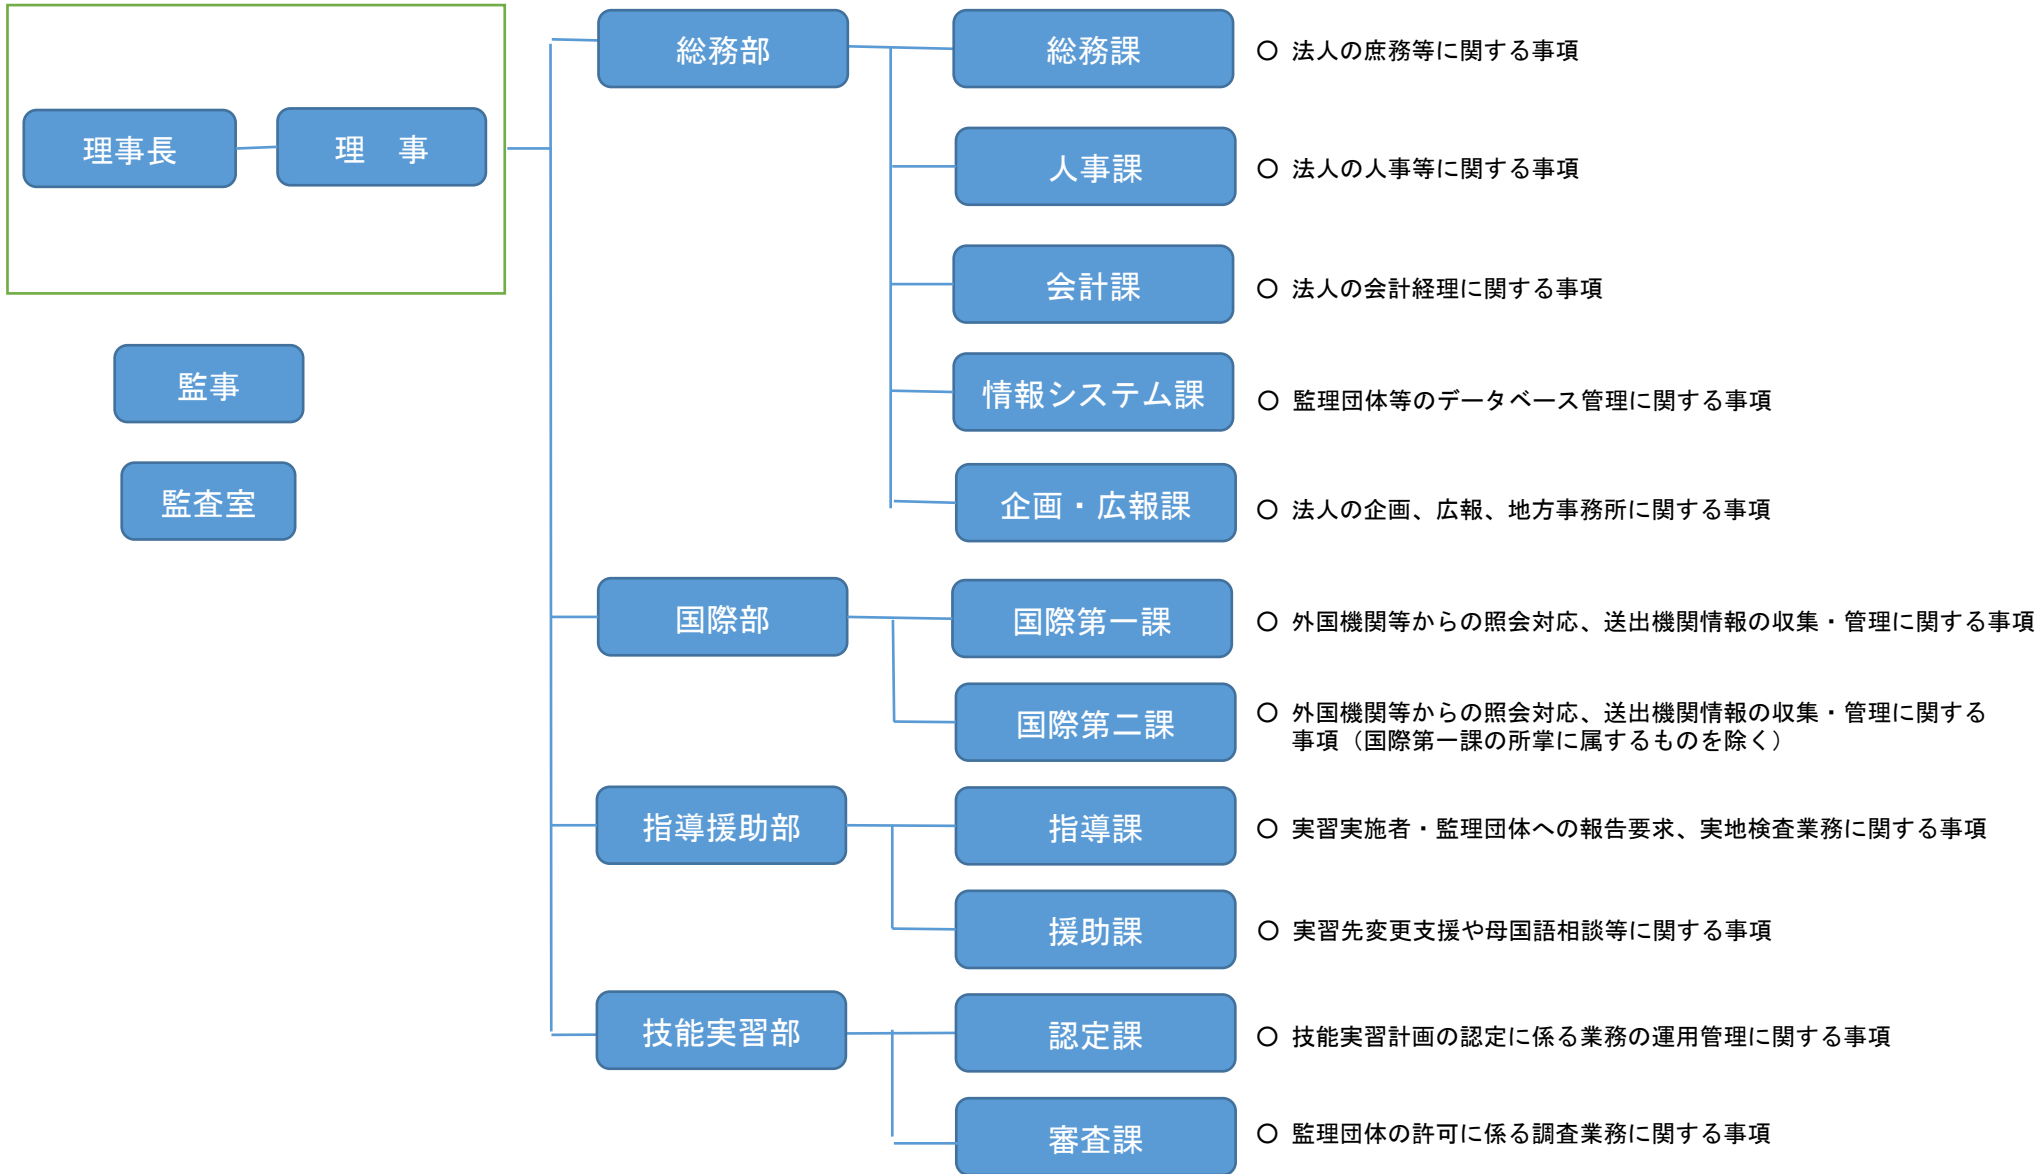 理事長
理　事
監事
監査室
総務部
総務課
○ 法人の庶務等に関する事項
人事課
○ 法人の人事等に関する事項
会計課
○ 法人の会計経理に関する事項
情報システム課
○ 監理団体等のデータベース管理に関する事項
企画・広報課
○ 法人の企画、広報、地方事務所に関する事項
国際部
国際第一課
○ 外国機関等からの照会対応、送出機関情報の収集・管理に関する事項
国際第二課
○ 外国機関等からの照会対応、送出機関情報の収集・管理に関する
事項（国際第一課の所掌に属するものを除く）
指導援助部
指導課
○ 実習実施者・監理団体への報告要求、実地検査業務に関する事項
援助課
○ 実習先変更支援や母国語相談等に関する事項
技能実習部
認定課
○ 技能実習計画の認定に係る業務の運用管理に関する事項
審査課
○ 監理団体の許可に係る調査業務に関する事項